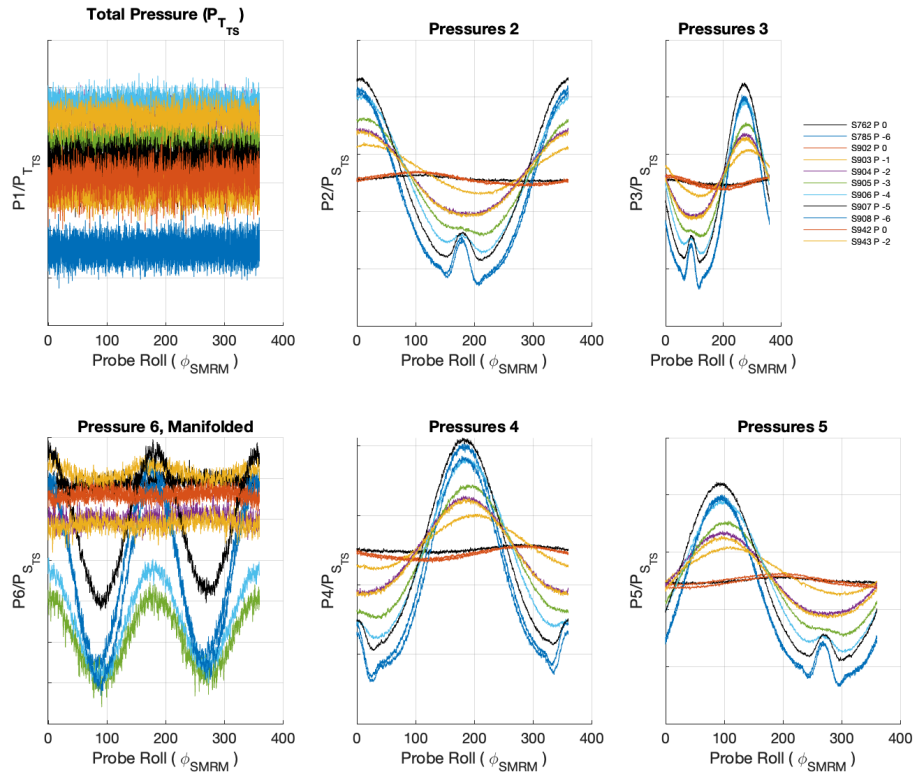 Total Pressure (P_T_TS)
P1/P_T_TS
0 100 200 300 400
Probe Roll ( ϕ_SMRM )
Pressures 2
P2/P_S_TS
0 100 200 300 400
Probe Roll ( ϕ_SMRM )
Pressures 3
P3/P_S_TS
0 200 400
Probe Roll ( ϕ_SMRM )
S762 P 0
S785 P -6
S902 P 0
S903 P -1
S904 P -2
S905 P -3
S906 P -4
S907 P -5
S908 P -6
S942 P 0
S943 P -2
Pressure 6, Manifolded
P6/P_S_TS
0 100 200 300 400
Probe Roll ( ϕ_SMRM )
Pressures 4
P4/P_S_TS
0 100 200 300 400
Probe Roll ( ϕ_SMRM )
Pressures 5
P5/P_S_TS
0 100 200 300 400
Probe Roll ( ϕ_SMRM )